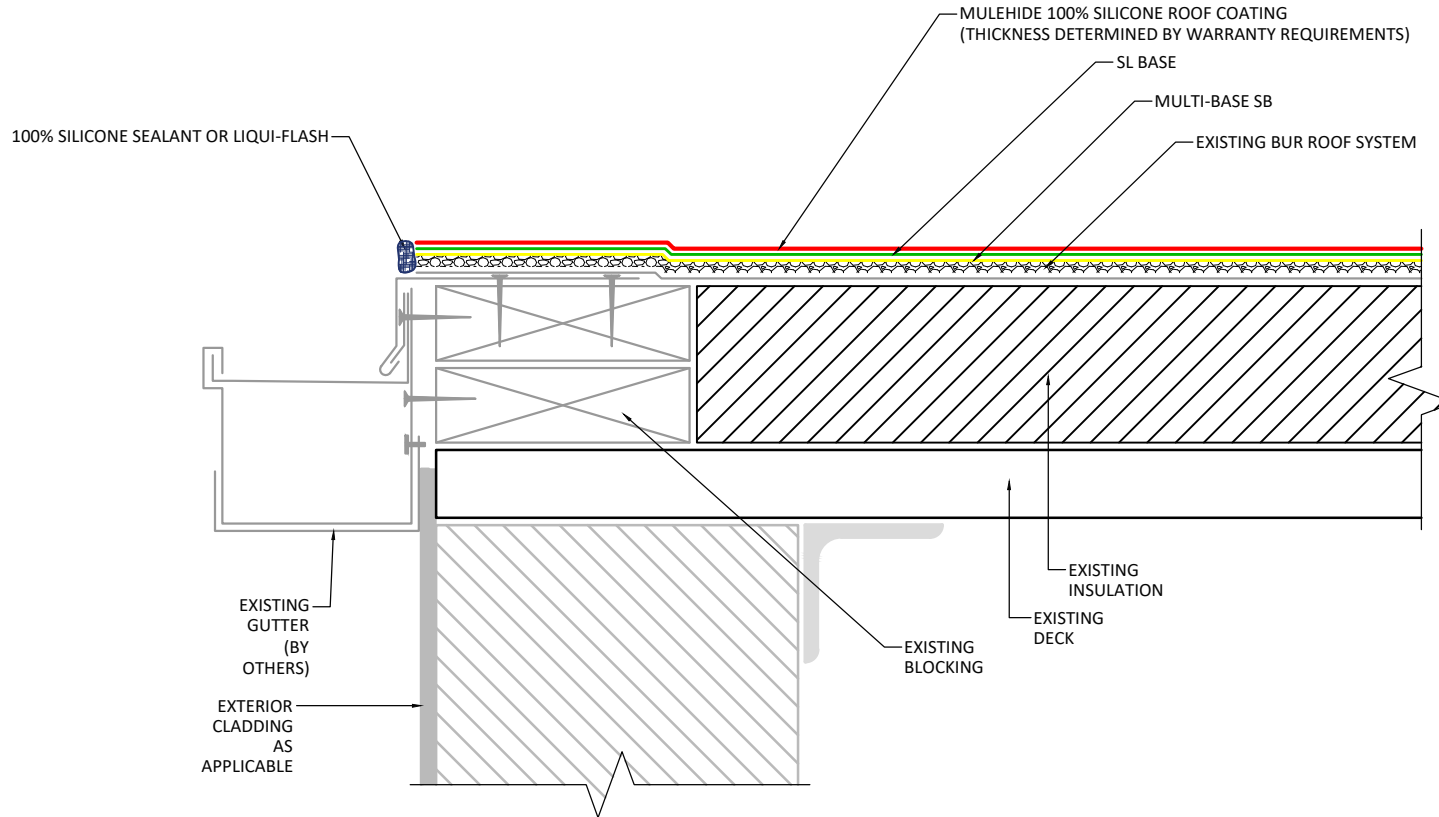 MULEHIDE 100% SILICONE ROOF COATING
(THICKNESS DETERMINED BY WARRANTY REQUIREMENTS)
SL BASE
MULTI-BASE SB
100% SILICONE SEALANT OR LIQUI-FLASH
EXISTING BUR ROOF SYSTEM
EXISTING
INSULATION
EXISTING
GUTTER
(BY
OTHERS)
EXISTING
DECK
EXISTING
BLOCKING
EXTERIOR
CLADDING
AS
APPLICABLE